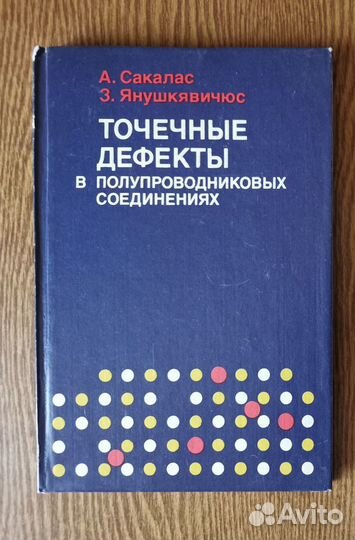 А. Сакалас
З. Янушкявичюс
ТОЧЕЧНЫЕ
ДЕФЕКТЫ
В ПОЛУПРОВОДНИКОВЫХ
СОЕДИНЕНИЯХ
Avito